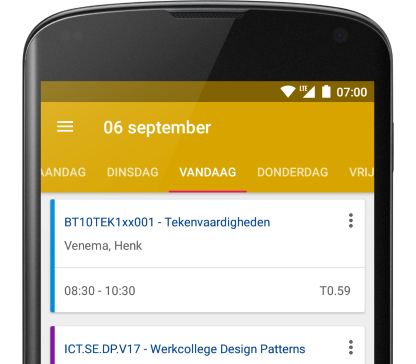 LTE 07:00
06 september
AANDAG DINSDAG VANDAAG DONDERDAG VRIJ
BT10TEK1xx001 - Tekenvaardigheden
Venema, Henk
08:30 - 10:30 T0.59
ICT.SE.DP.V17 - Werkcollege Design Patterns